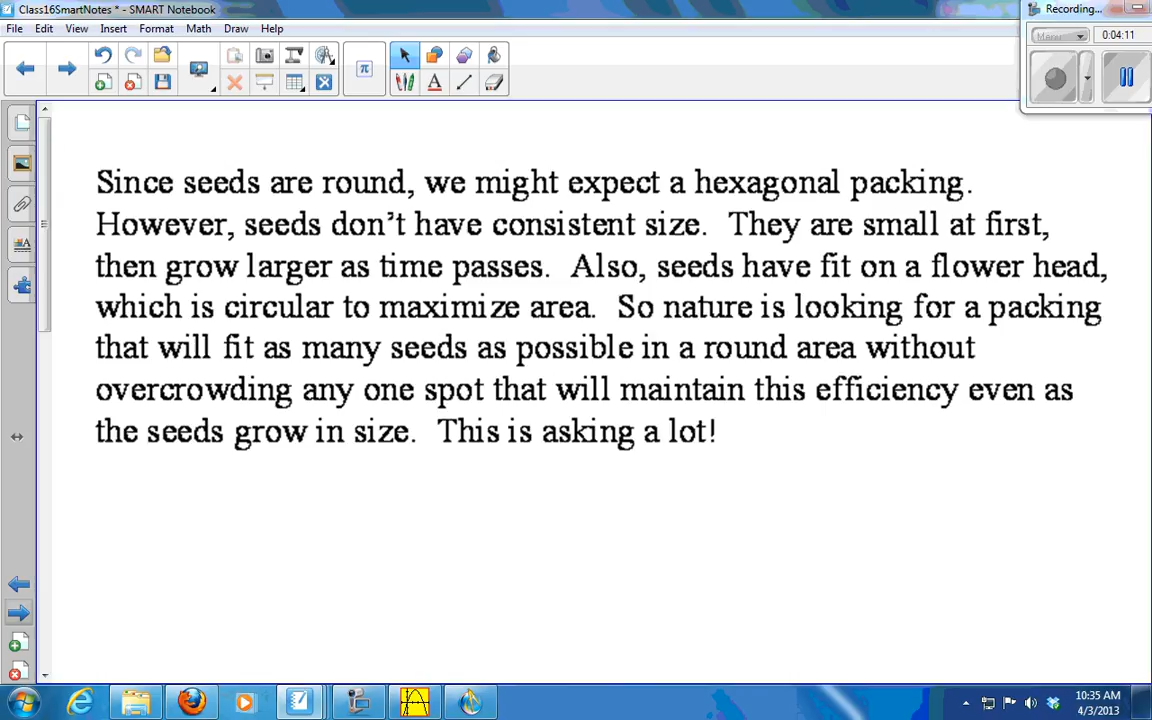 Class16SmartNotes * - SMART Notebook
Recording...
File Edit View Insert Format Math Draw Help
Menu
0:04:11
π
A
Since seeds are round, we might expect a hexagonal packing.
However, seeds don't have consistent size. They are small at first,
then grow larger as time passes. Also, seeds have fit on a flower head,
which is circular to maximize area. So nature is looking for a packing
that will fit as many seeds as possible in a round area without
overcrowding any one spot that will maintain this efficiency even as
the seeds grow in size. This is asking a lot!
10:35 AM
4/3/2013